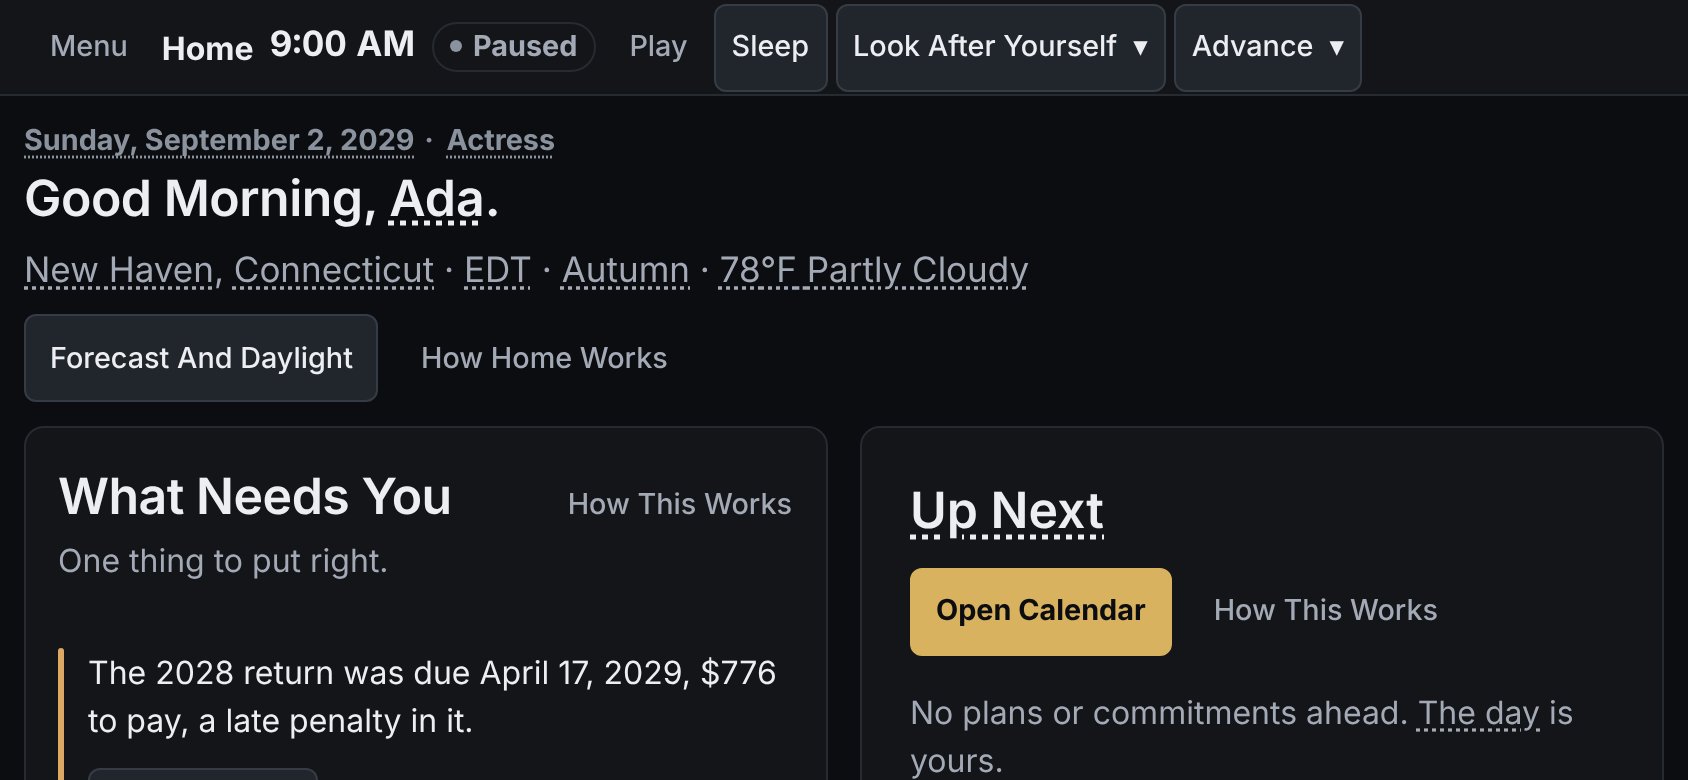 Menu Home 9:00 AM Paused Play Sleep Look After Yourself ▼ Advance ▼
Sunday, September 2, 2029 · Actress
Good Morning, Ada.
New Haven, Connecticut · EDT · Autumn · 78°F Partly Cloudy
Forecast And Daylight How Home Works
What Needs You How This Works
One thing to put right.
The 2028 return was due April 17, 2029, $776
to pay, a late penalty in it.
Up Next
Open Calendar How This Works
No plans or commitments ahead. The day is
yours.